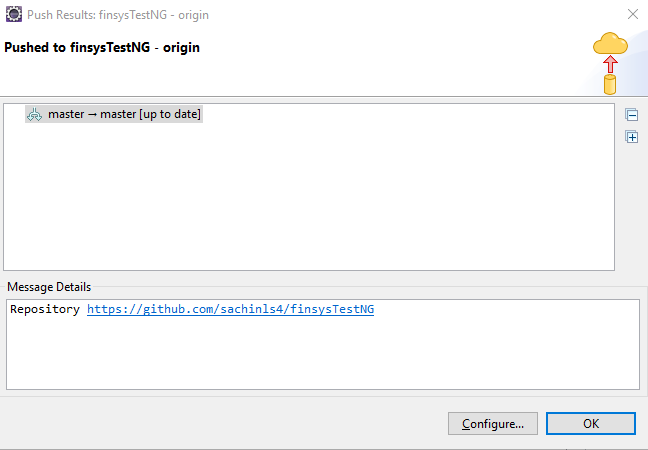 Push Results: finsysTestNG - origin
Pushed to finsysTestNG - origin
master → master [up to date]
Message Details
Repository https://github.com/sachinls4/finsysTestNG
Configure...
OK